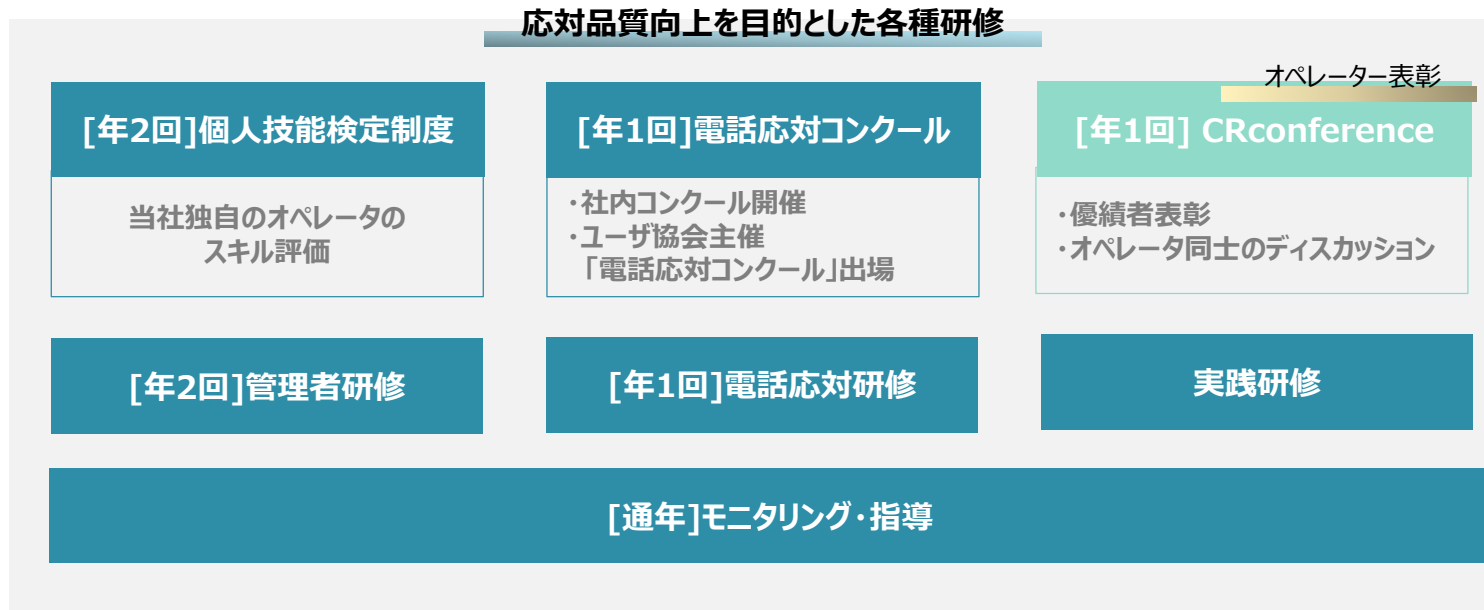 応対品質向上を目的とした各種研修
オペレーター表彰
[年2回]個人技能検定制度
当社独自のオペレータの
スキル評価
[年1回]電話応対コンクール
・社内コンクール開催
・ユーザ協会主催
「電話応対コンクール」出場
[年1回] CRconference
・優績者表彰
・オペレータ同士のディスカッション
[年2回]管理者研修
[年1回]電話応対研修
実践研修
[通年]モニタリング・指導